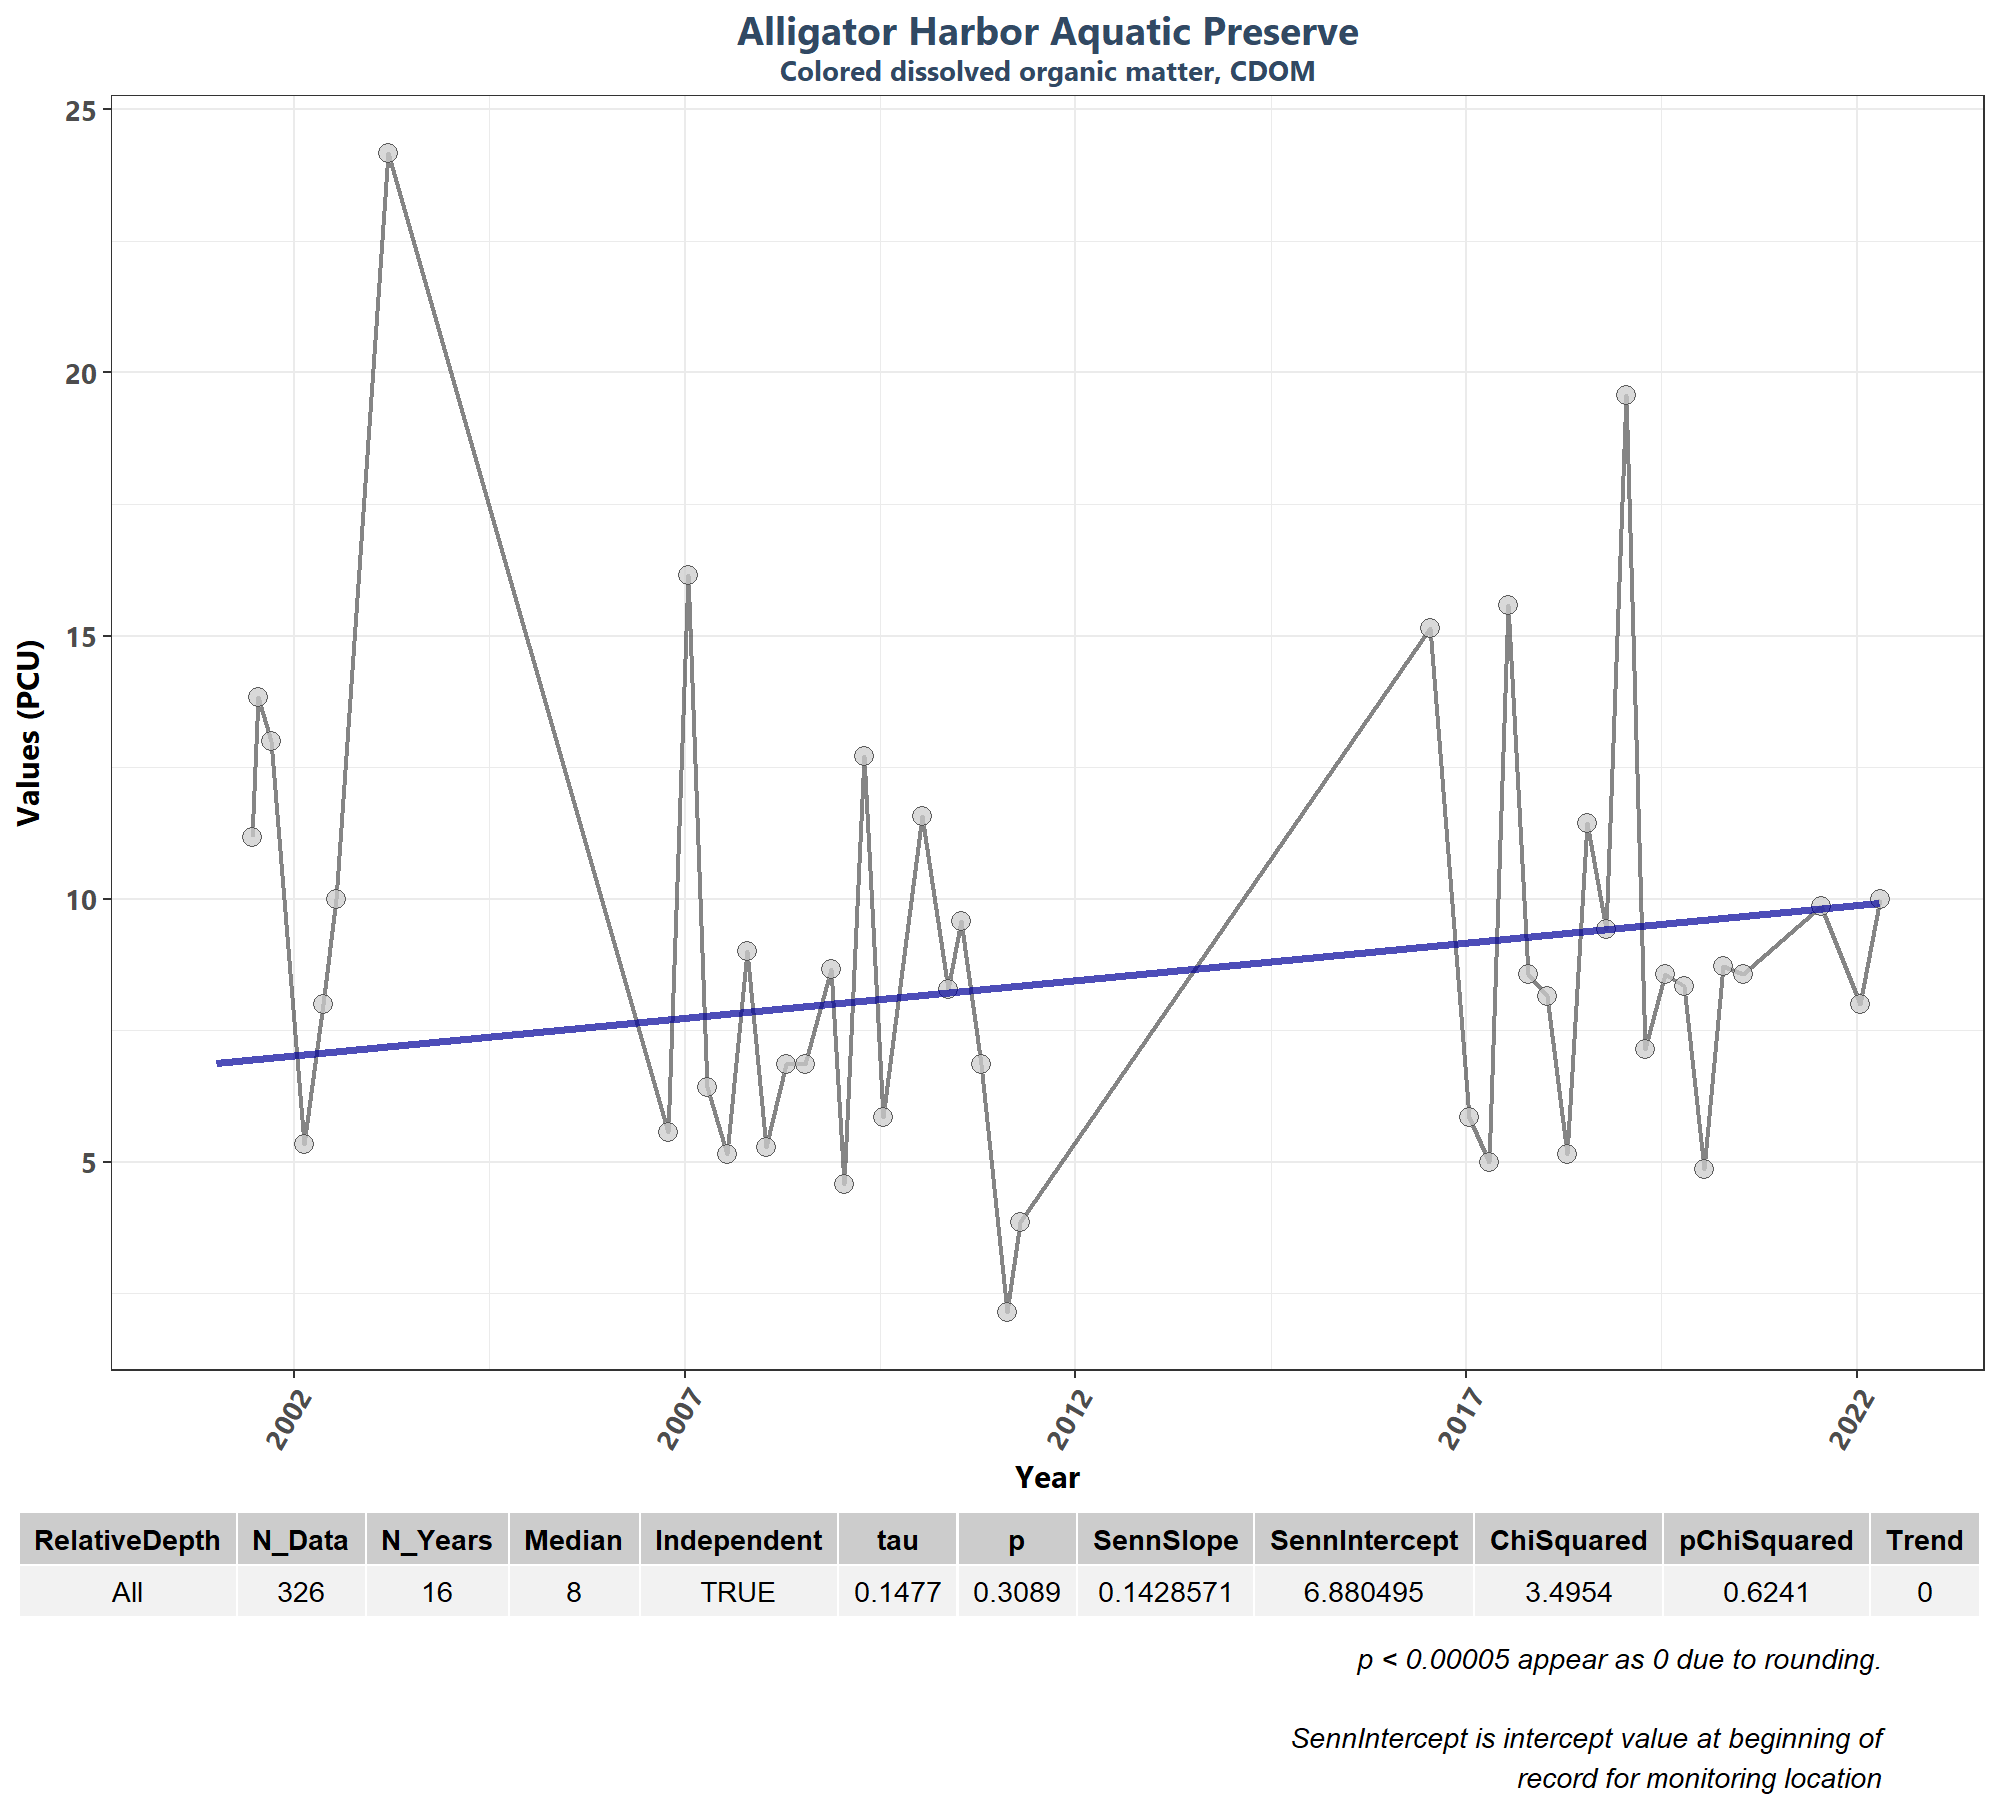 Alligator Harbor Aquatic Preserve
Colored dissolved organic matter, CDOM
25
20
15
10
5
Values (PCU)
2002
2007
2012
2017
2022
Year
RelativeDepth N_Data N_Years Median Independent tau p SennSlope SennIntercept ChiSquared pChiSquared Trend
All 326 16 8 TRUE 0.1477 0.3089 0.1428571 6.880495 3.4954 0.6241 0
p < 0.00005 appear as 0 due to rounding.
SennIntercept is intercept value at beginning of
record for monitoring location